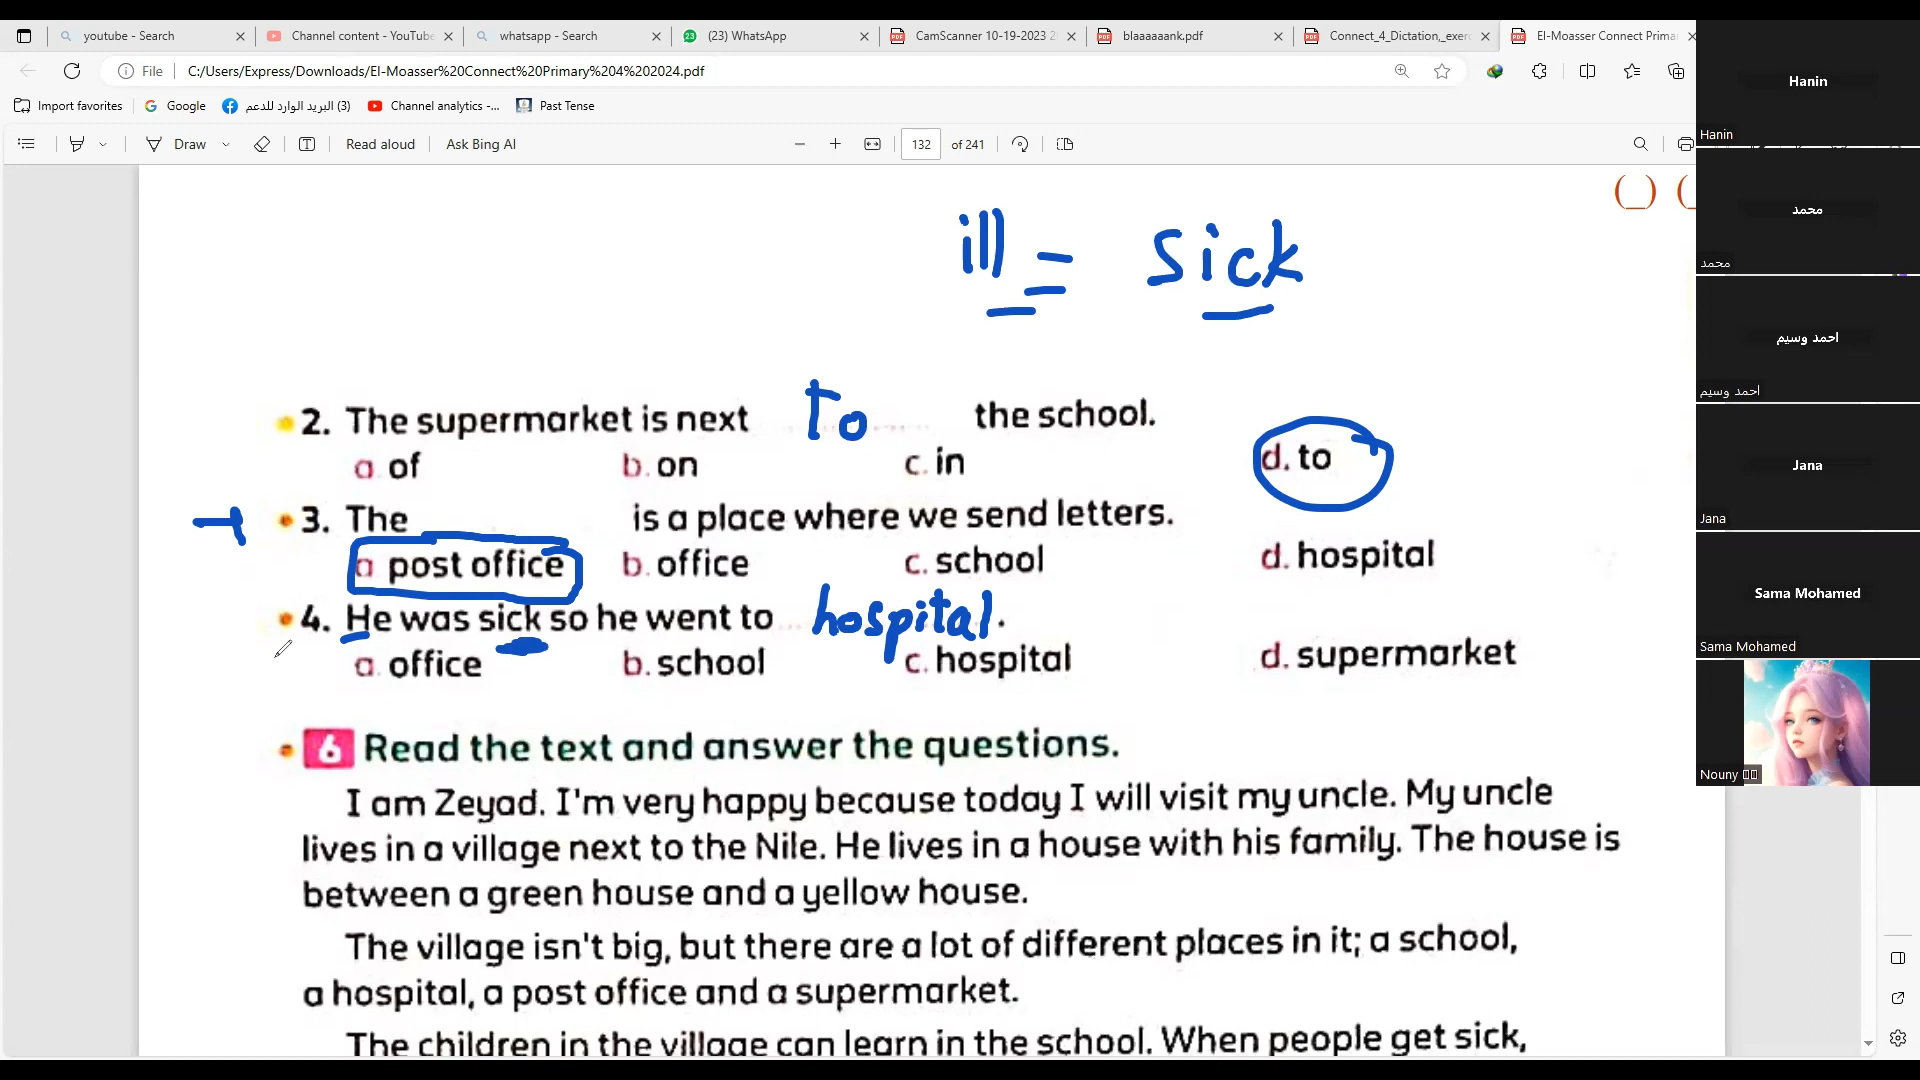 youtube - Search
Channel content - YouTube
whatsapp - Search
23 (23) WhatsApp
CamScanner 10-19-2023 2
blaaaaaank.pdf
Connect_4_Dictation,_exer
El-Moasser Connect Prima
File C:/Users/Express/Downloads/El-Moasser%20Connect%20Primary%204%202024.pdf
Import favorites Google (3) البريد الوارد للدعم Channel analytics -... Past Tense
Draw Read aloud Ask Bing AI 132 of 241
(_)
ill = Sick
2. The supermarket is next to the school.
a. of b. on c. in d. to
3. The is a place where we send letters.
a post office b. office c. school d. hospital
4. He was sick so he went to hospital.
a. office b. school c. hospital d. supermarket
6 Read the text and answer the questions.
I am Zeyad. I'm very happy because today I will visit my uncle. My uncle
lives in a village next to the Nile. He lives in a house with his family. The house is
between a green house and a yellow house.
The village isn't big, but there are a lot of different places in it; a school,
a hospital, a post office and a supermarket.
The children in the village can learn in the school. When people get sick,
Hanin
Hanin
محمد
محمد
احمد وسيم
احمد وسيم
Jana
Jana
Sama Mohamed
Sama Mohamed
Nouny